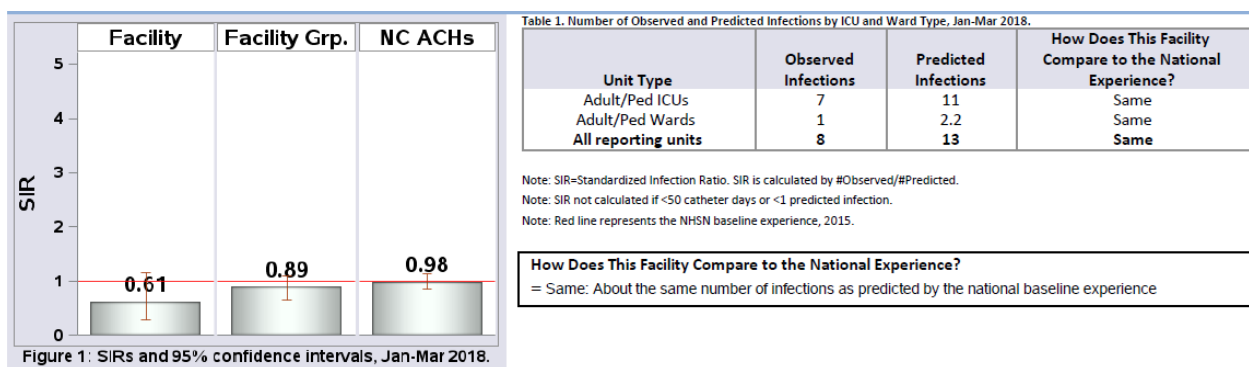 Facility Facility Grp. NC ACHs
5
4
3
2
1
0
SIR
0.61 0.89 0.98
Figure 1: SIRs and 95% confidence intervals, Jan-Mar 2018.
Table 1. Number of Observed and Predicted Infections by ICU and Ward Type, Jan-Mar 2018.
Unit Type Observed Infections Predicted Infections How Does This Facility Compare to the National Experience?
Adult/Ped ICUs 7 11 Same
Adult/Ped Wards 1 2.2 Same
All reporting units 8 13 Same
Note: SIR=Standardized Infection Ratio. SIR is calculated by #Observed/#Predicted.
Note: SIR not calculated if <50 catheter days or <1 predicted infection.
Note: Red line represents the NHSN baseline experience, 2015.
How Does This Facility Compare to the National Experience?
= Same: About the same number of infections as predicted by the national baseline experience